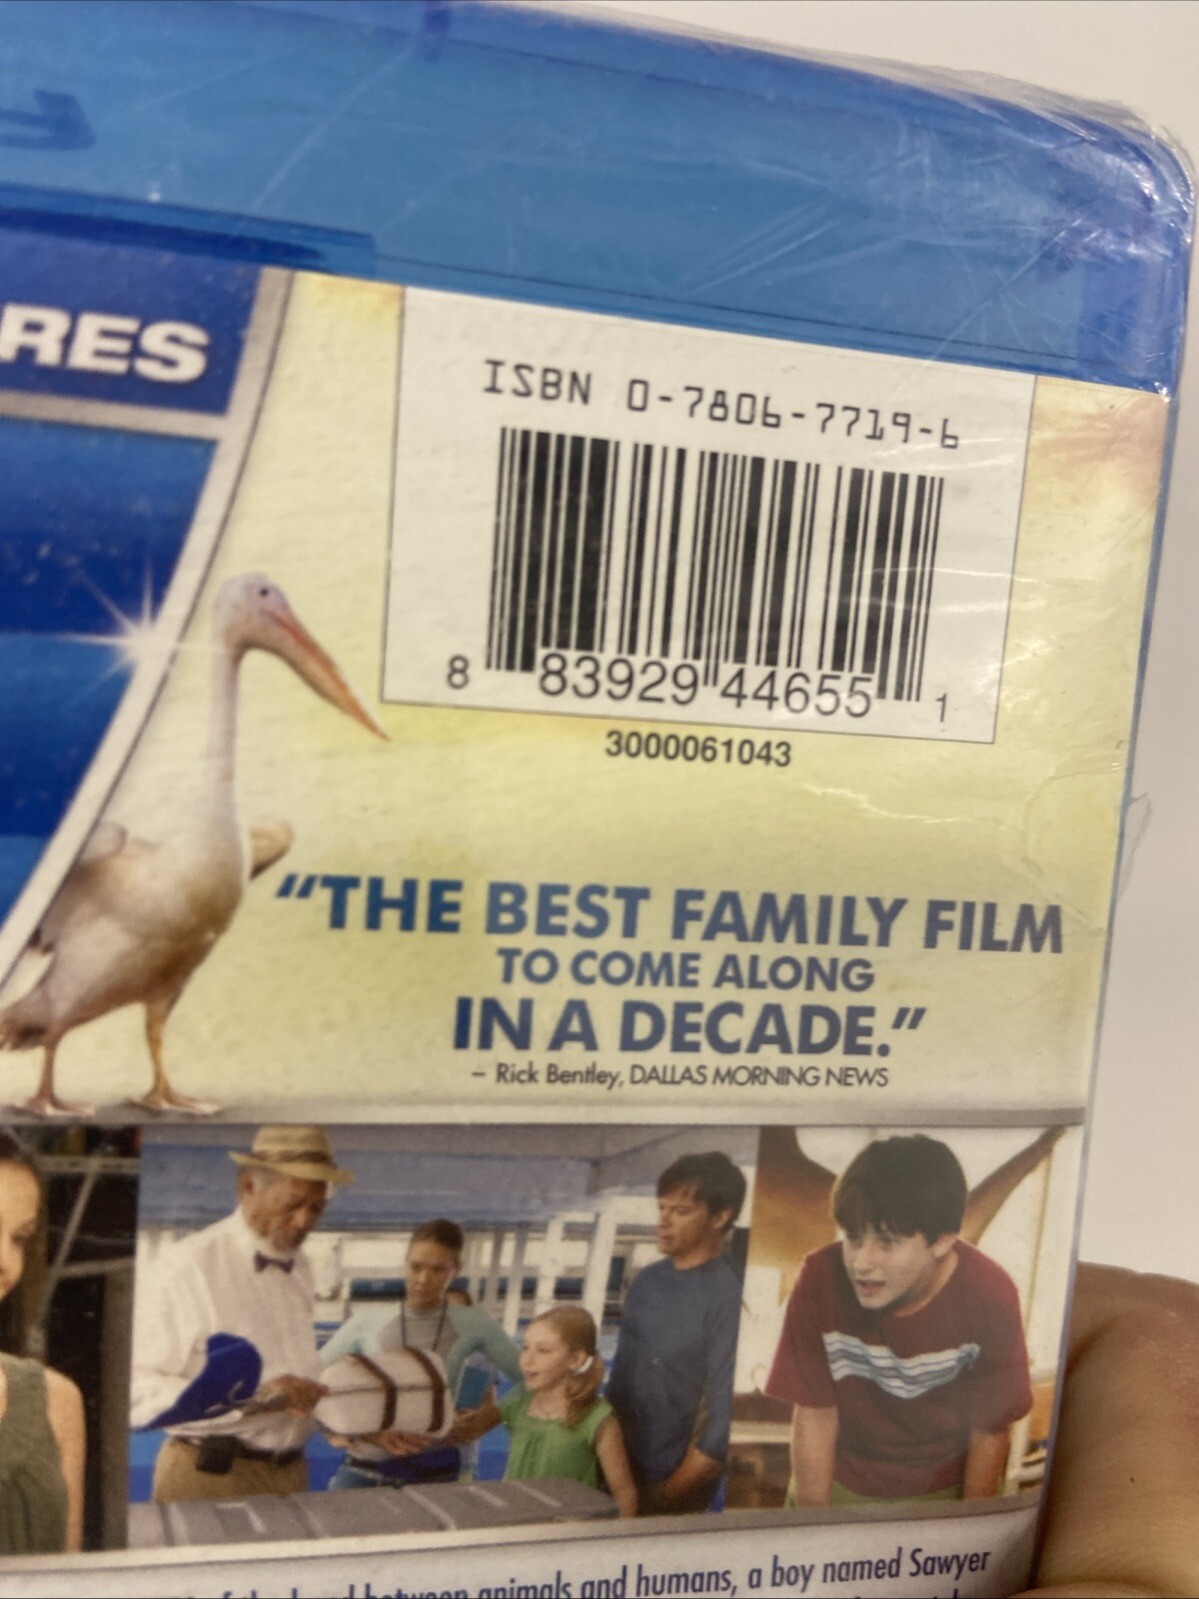 RES
ISBN 0-7806-7719-6
8 83929 44655 1
3000061043
“THE BEST FAMILY FILM
TO COME ALONG
IN A DECADE.”
– Rick Bentley, DALLAS MORNING NEWS
between animals and humans, a boy named Sawyer